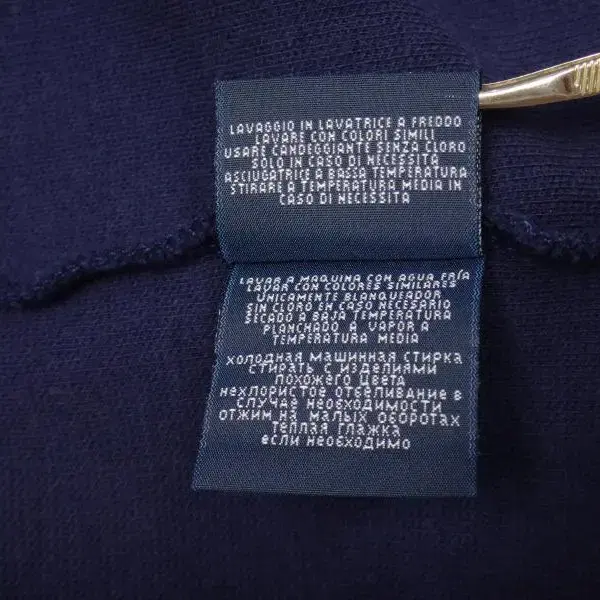 LAVAGGIO IN LAVATRICE A FREDDO
LAVARE CON COLORI SIMILI
USARE CANDEGGIANTE SENZA CLORO
SOLO IN CASO DI NECESSITA
ASCIUGATRICE A BASSA TEMPERATURA
STIRARE A TEMPERATURA MEDIA IN
CASO DI NECESSITA
LAVAR A MAQUINA CON AGUA FRÍA
LAVAR CON COLORES SIMILARES
UNICAMENTE BLANQUEADOR
SIN CLORO EN CASO NECESARIO
SECADO A BAJA TEMPERATURA
PLANCHADO A VAPOR A
TEMPERATURA MEDIA
ХОЛОДНАЯ МАШИННАЯ СТИРКА
СТИРАТЬ С ИЗДЕЛИЯМИ
ПОХОЖЕГО ЦВЕТА
НЕХЛОРИСТОЕ ОТБЕЛИВАНИЕ В
СЛУЧАЕ НЕОБХОДИМОСТИ
ОТЖИМ НА МАЛЫХ ОБОРОТАХ
ТЕПЛАЯ ГЛАЖКА
ЕСЛИ НЕОБХОДИМО